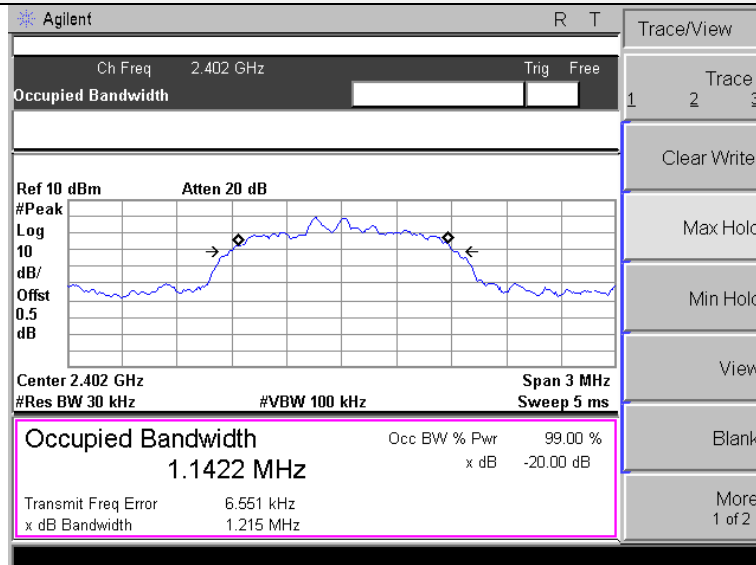 Agilent R T
Ch Freq 2.402 GHz Trig Free
Occupied Bandwidth
Ref 10 dBm Atten 20 dB
#Peak
Log
10
dB/
Offst
0.5
dB
Center 2.402 GHz Span 3 MHz
#Res BW 30 kHz #VBW 100 kHz Sweep 5 ms
Occupied Bandwidth Occ BW % Pwr 99.00 %
1.1422 MHz x dB -20.00 dB
Transmit Freq Error 6.551 kHz
x dB Bandwidth 1.215 MHz
Trace/View
Trace
1 2 3
Clear Write
Max Hold
Min Hold
View
Blank
More
1 of 2